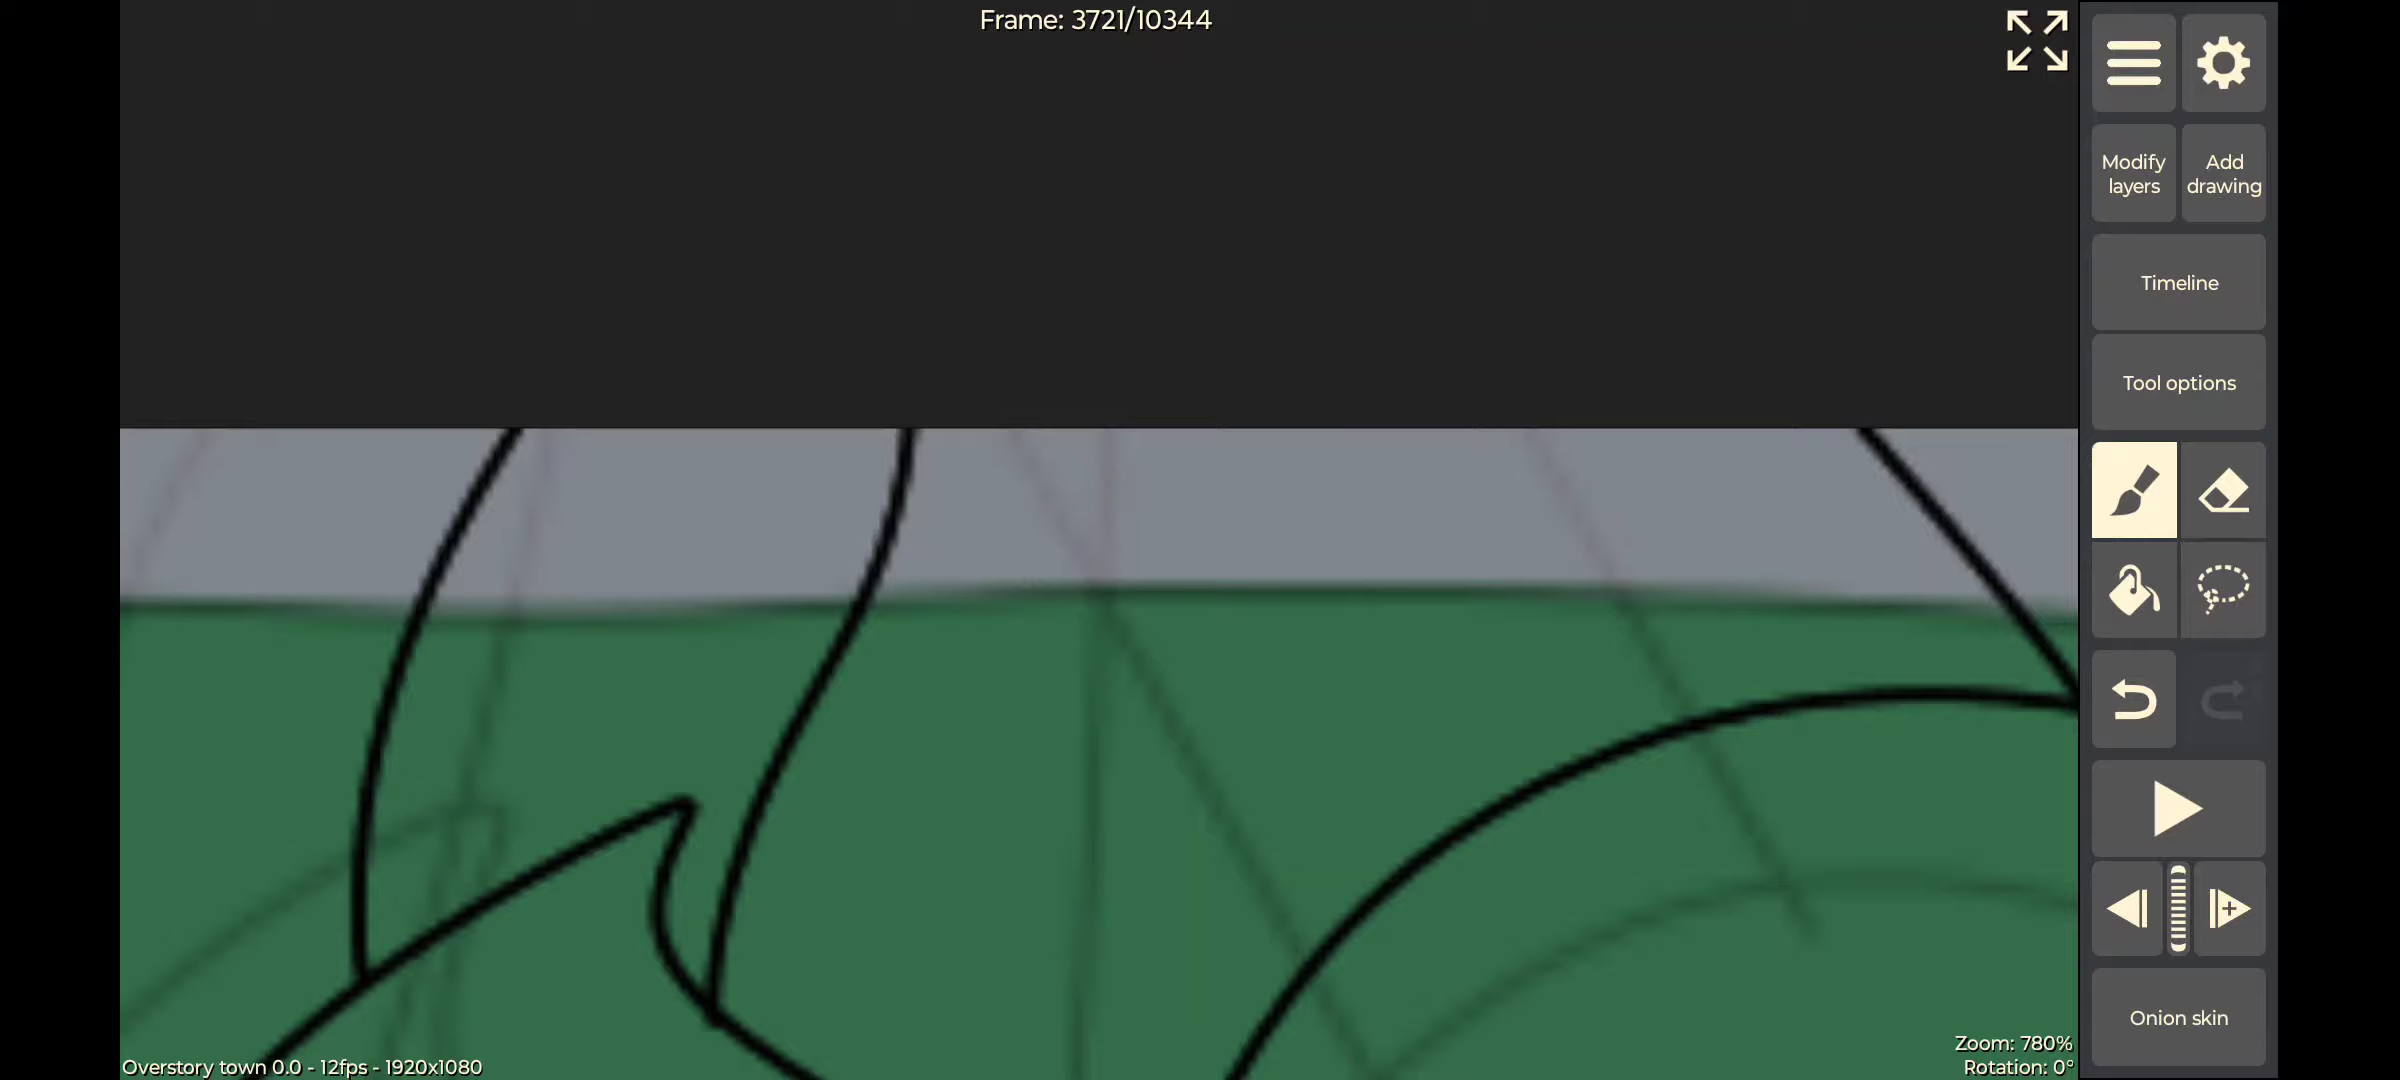 Frame: 3721/10344
Modify
layers
Add
drawing
Timeline
Tool options
Onion skin
Zoom: 780%
Rotation: 0°
Overstory town 0.0 - 12fps - 1920x1080